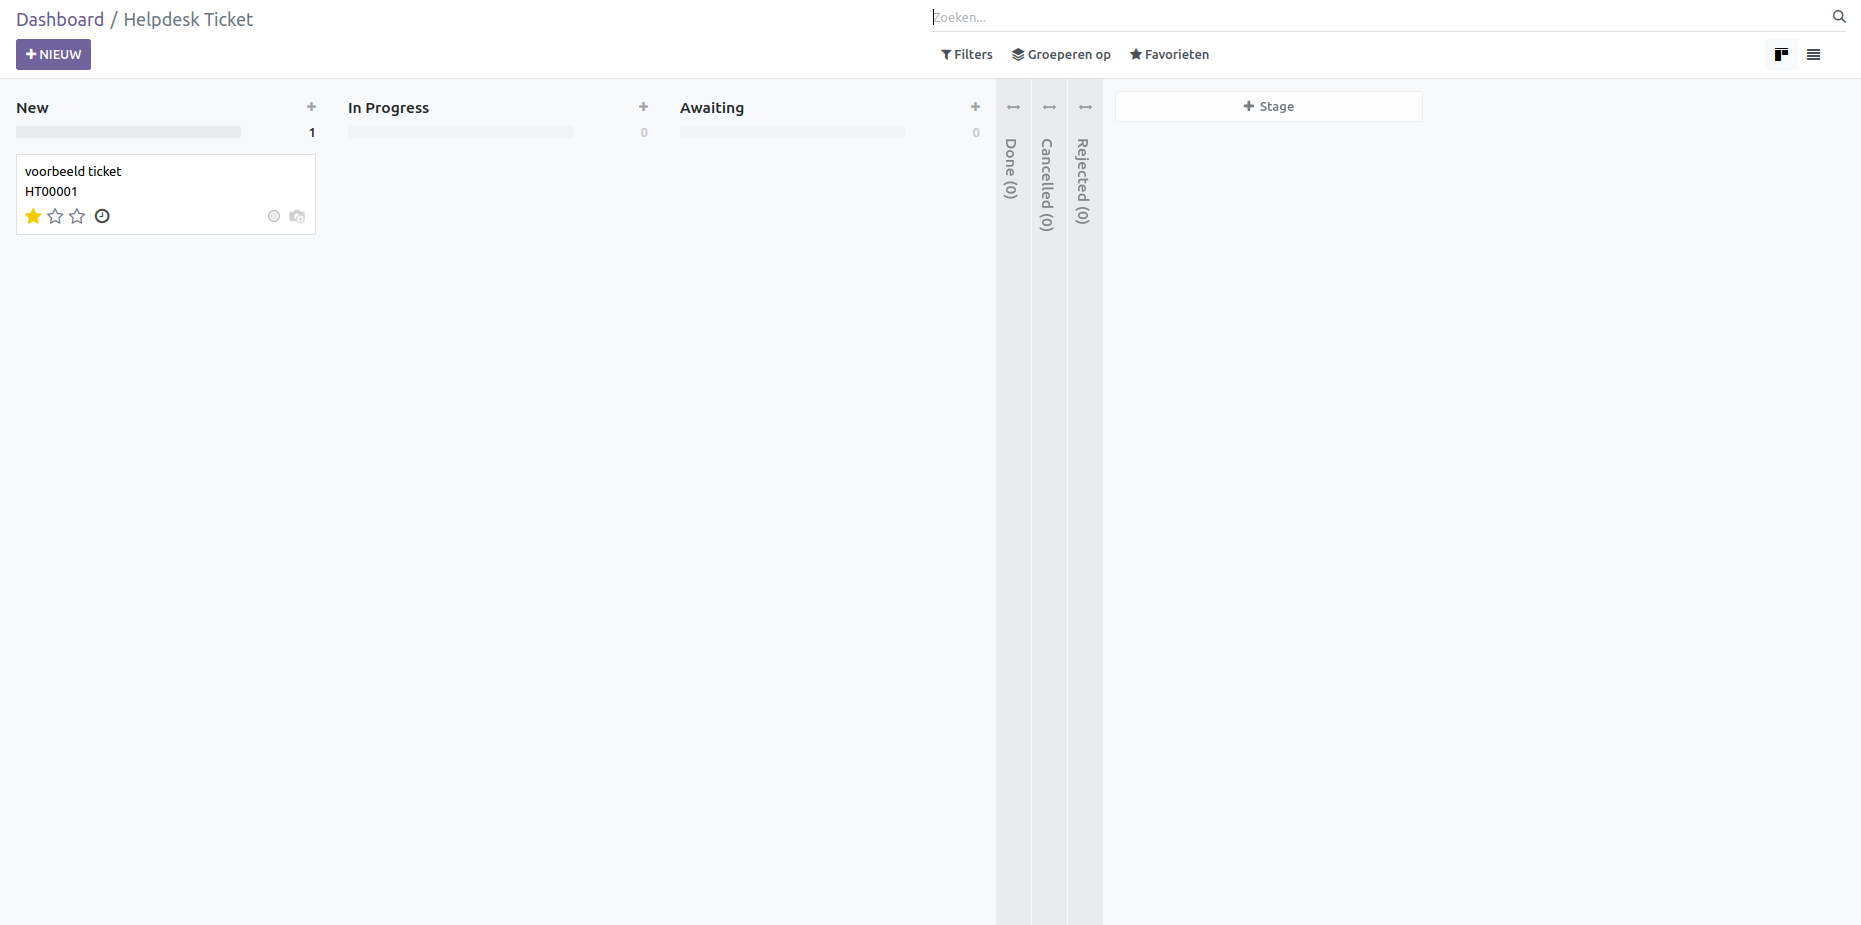 Dashboard / Helpdesk Ticket
Zoeken...
NIEUW
Filters
Groeperen op
Favorieten
New
1
In Progress
0
Awaiting
0
Done (0)
Cancelled (0)
Rejected (0)
Stage
voorbeeld ticket
HT00001